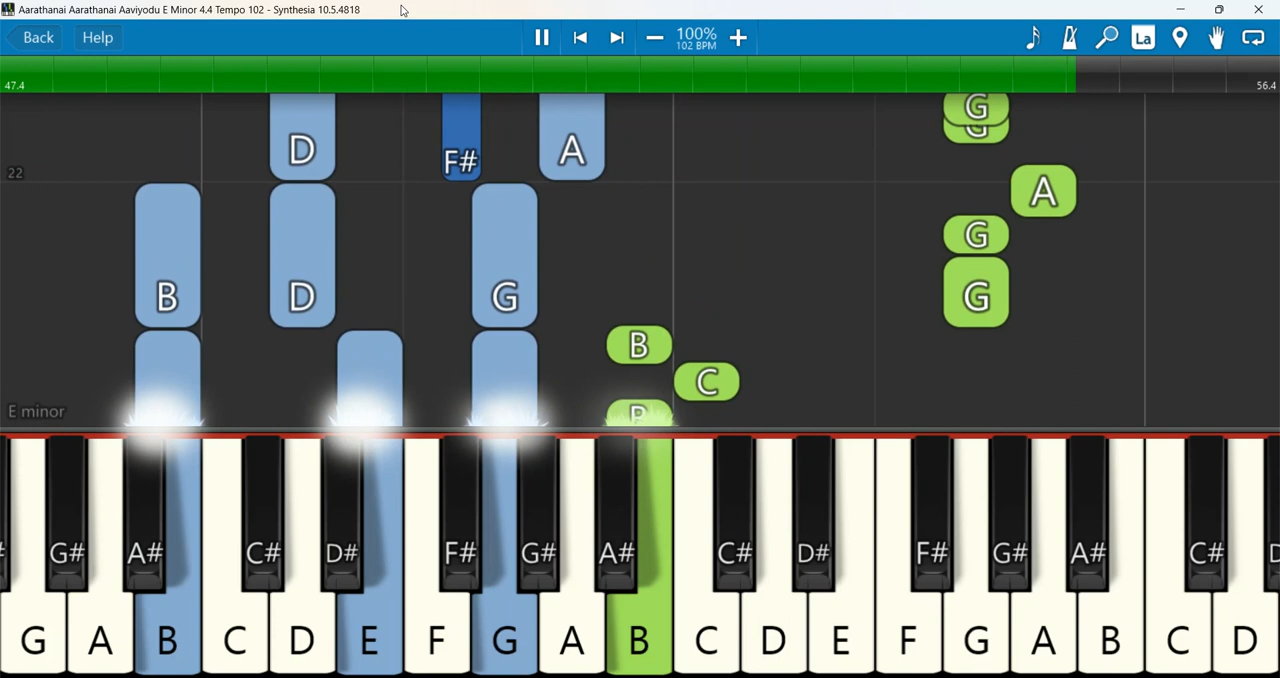 Aarathanai Aarathanai Aaviyodu E Minor 4.4 Tempo 102 - Synthesia 10.5.4818
Back Help 100% La
102 BPM
47.4 56.4
G
G
D F# A
22
A
G
B D G G
B
C
E minor B
G# A# C# D# F# G# A# C# D# F# G# A# C#
G A B C D E F G A B C D E F G A B C D